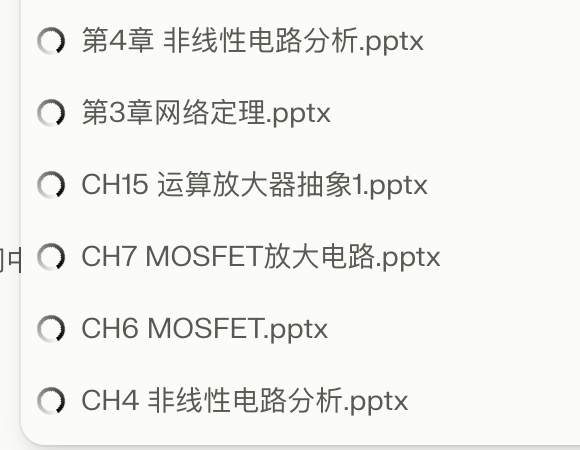 第4章 非线性电路分析.pptx
第3章网络定理.pptx
CH15 运算放大器抽象1.pptx
CH7 MOSFET放大电路.pptx
CH6 MOSFET.pptx
CH4 非线性电路分析.pptx